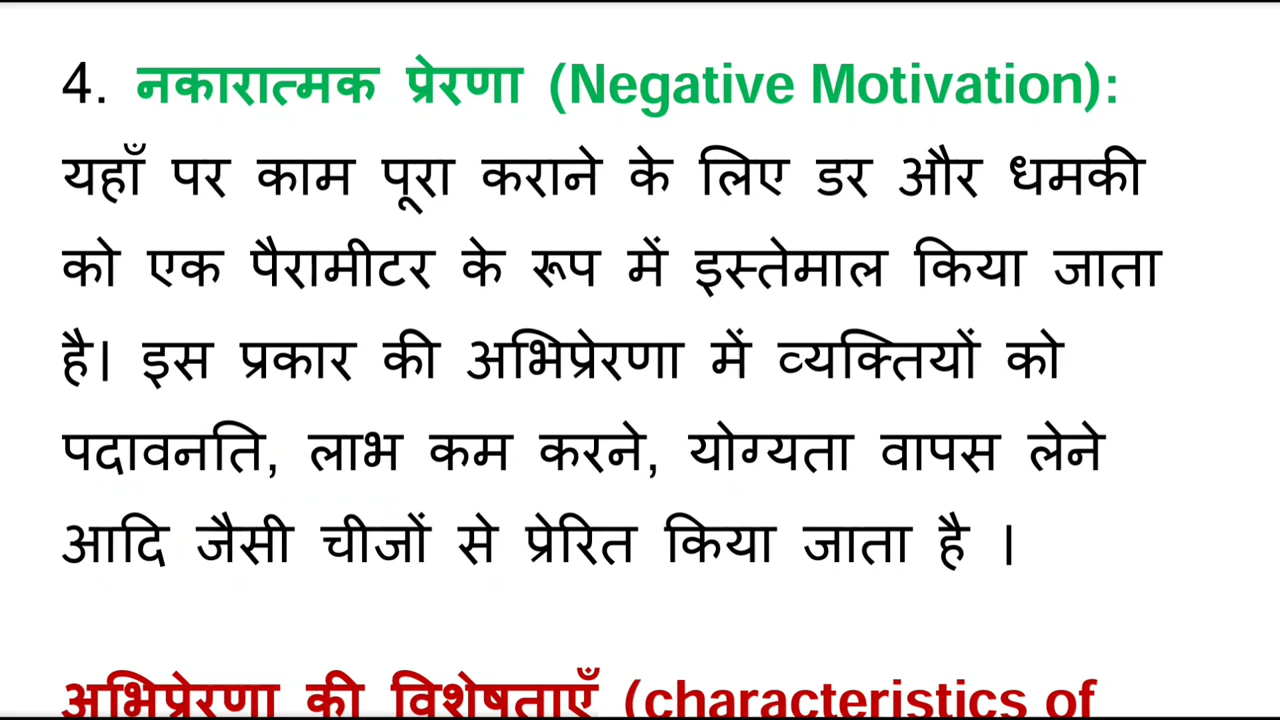 4. नकारात्मक प्रेरणा (Negative Motivation):
यहाँ पर काम पूरा कराने के लिए डर और धमकी
को एक पैरामीटर के रूप में इस्तेमाल किया जाता
है। इस प्रकार की अभिप्रेरणा में व्यक्तियों को
पदावनति, लाभ कम करने, योग्यता वापस लेने
आदि जैसी चीजों से प्रेरित किया जाता है ।
अभिप्रेरणा की विशेषताएँ (characteristics of